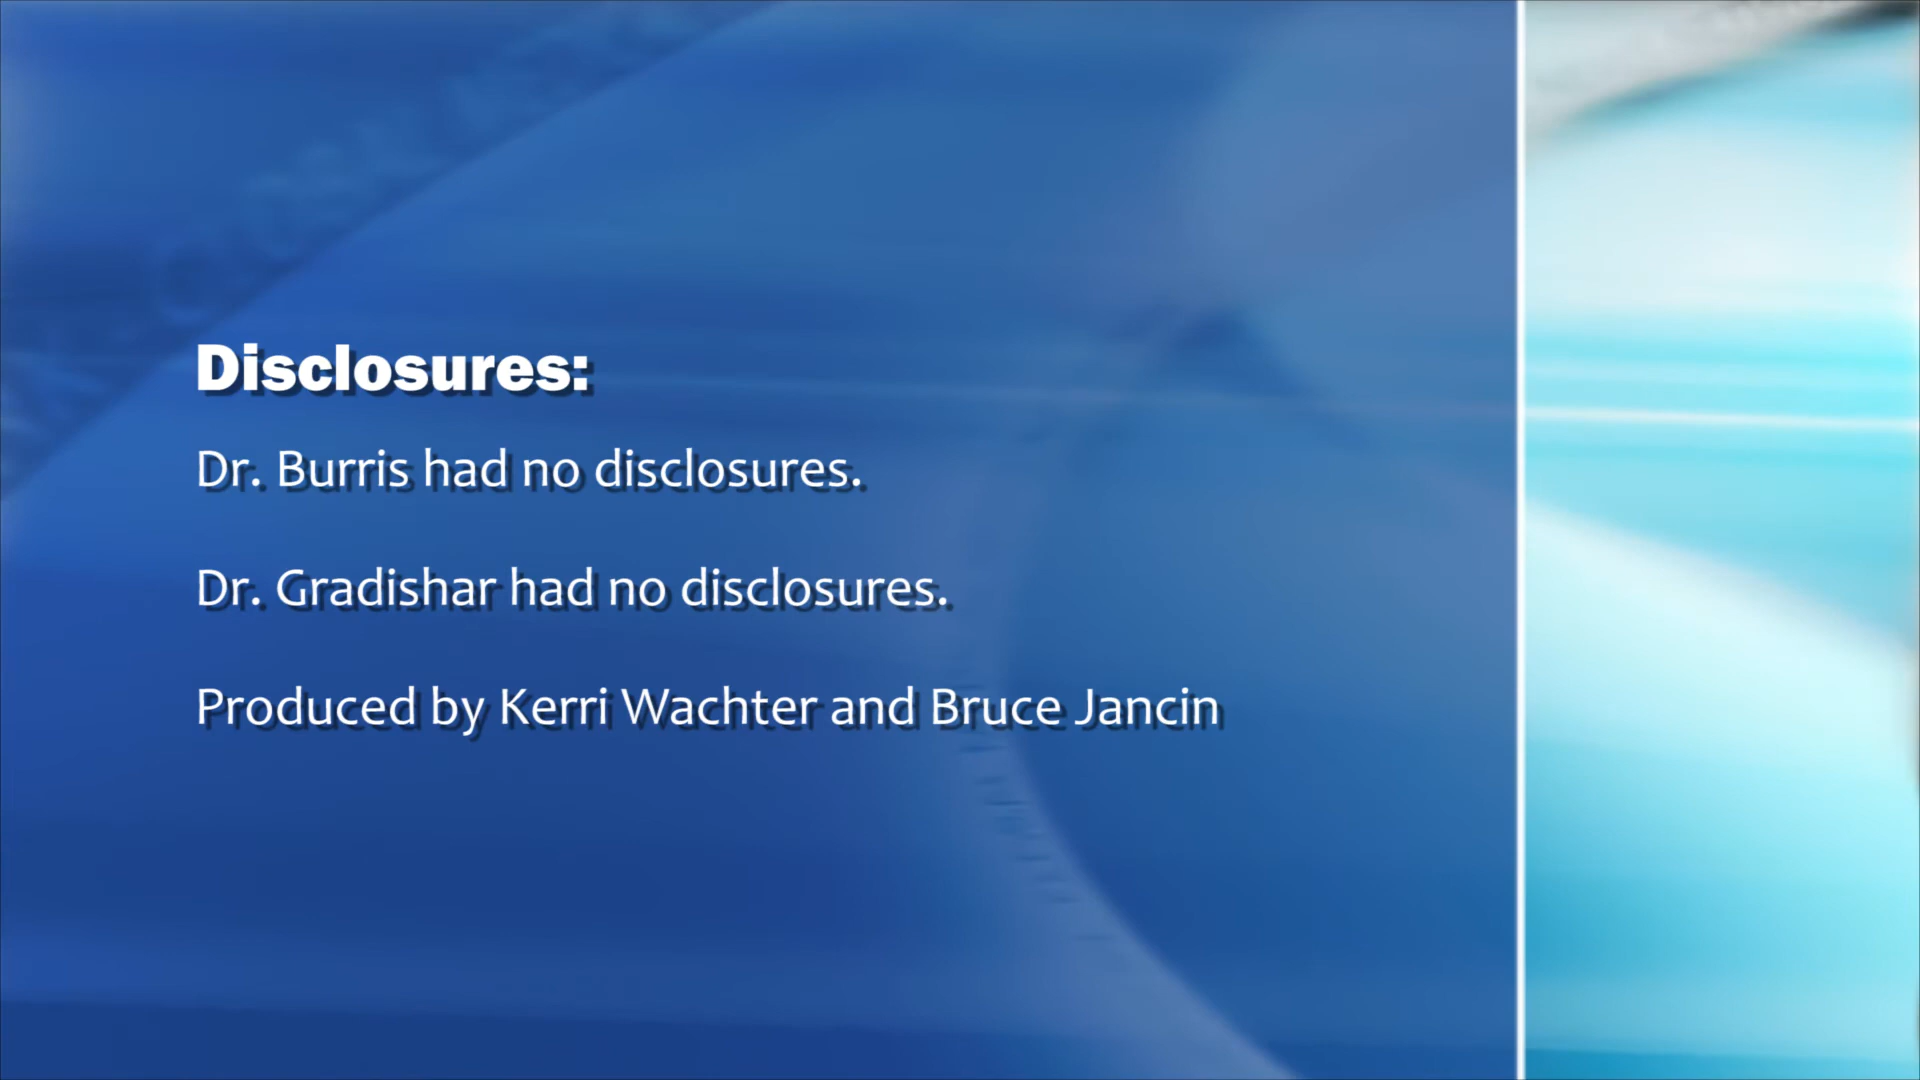 Disclosures:
Dr. Burris had no disclosures.
Dr. Gradishar had no disclosures.
Produced by Kerri Wachter and Bruce Jancin